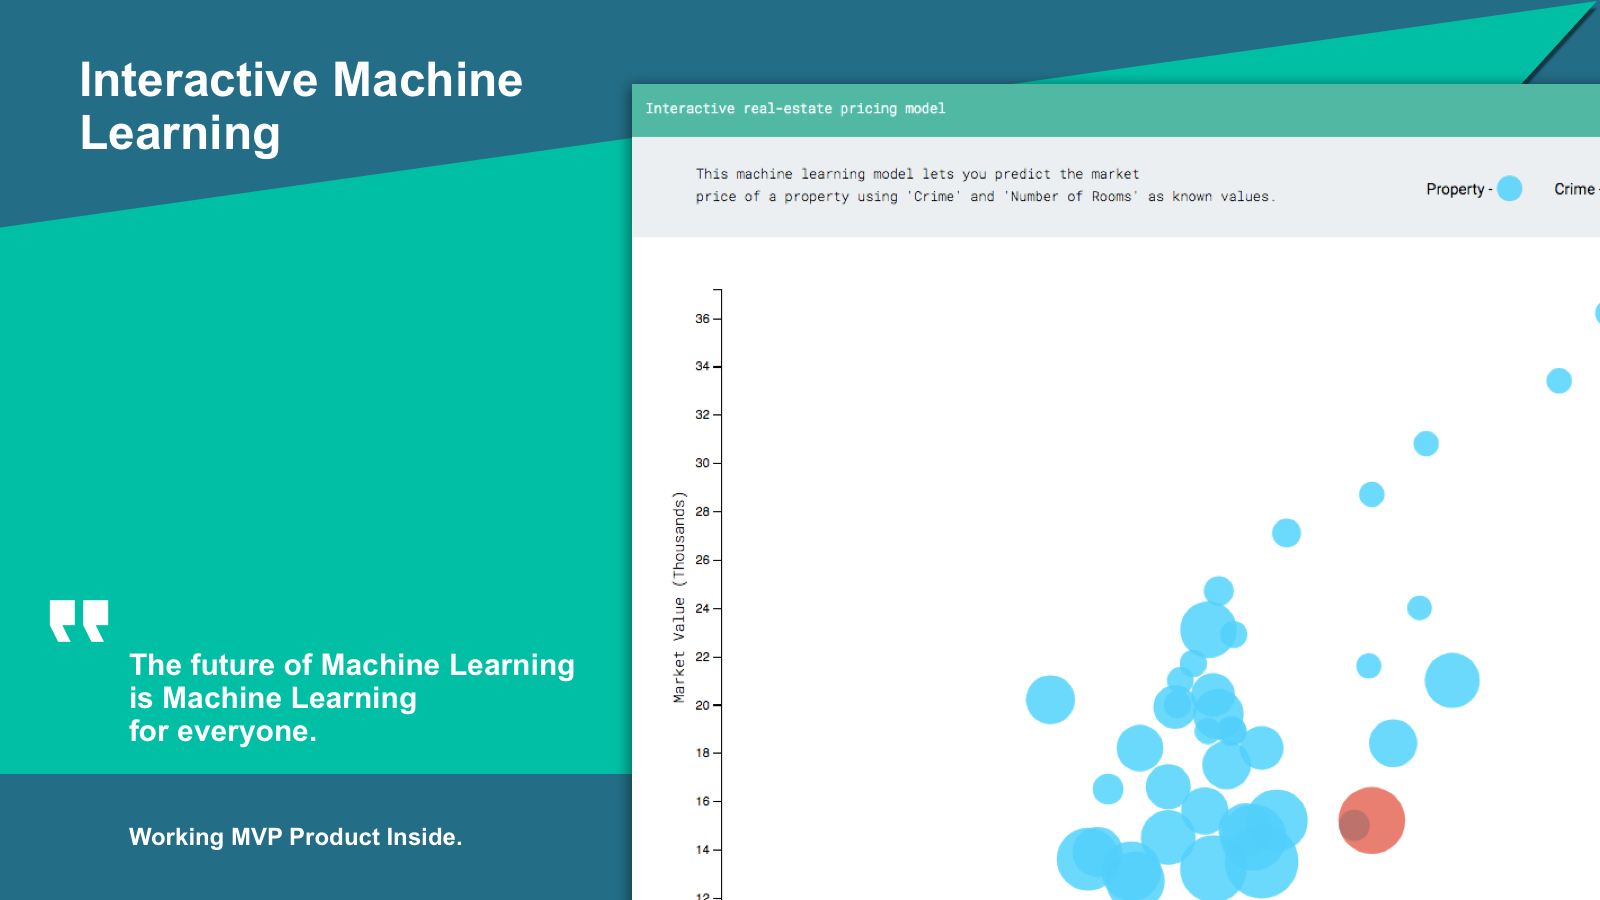 Interactive Machine
Learning
Interactive real-estate pricing model
This machine learning model lets you predict the market
price of a property using 'Crime' and 'Number of Rooms' as known values.
Property -
Crime -
36
34
32
30
28
26
24
22
20
18
16
14
12
Market Value (Thousands)
The future of Machine Learning
is Machine Learning
for everyone.
Working MVP Product Inside.